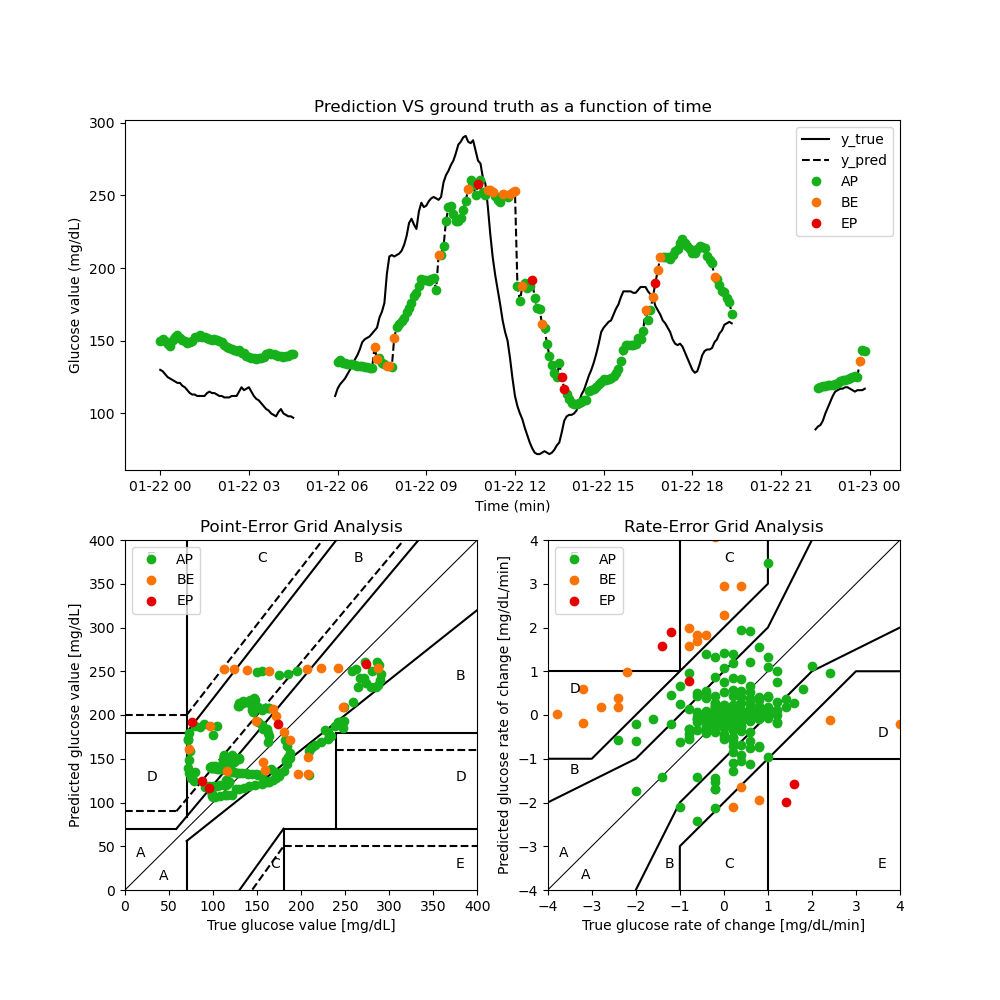 Prediction VS ground truth as a function of time
300
250
200
150
100
Glucose value (mg/dL)
y_true
y_pred
AP
BE
EP
01-22 00 01-22 03 01-22 06 01-22 09 01-22 12 01-22 15 01-22 18 01-22 21 01-23 00
Time (min)
Point-Error Grid Analysis
400
350
300
250
200
150
100
50
0
Predicted glucose value [mg/dL]
AP
BE
EP
C
B
B
D
D
A
A
C
E
0 50 100 150 200 250 300 350 400
True glucose value [mg/dL]
Rate-Error Grid Analysis
4
3
2
1
0
−1
−2
−3
−4
Predicted glucose rate of change [mg/dL/min]
AP
BE
EP
C
D
D
B
A
A
B
C
E
−4 −3 −2 −1 0 1 2 3 4
True glucose rate of change [mg/dL/min]